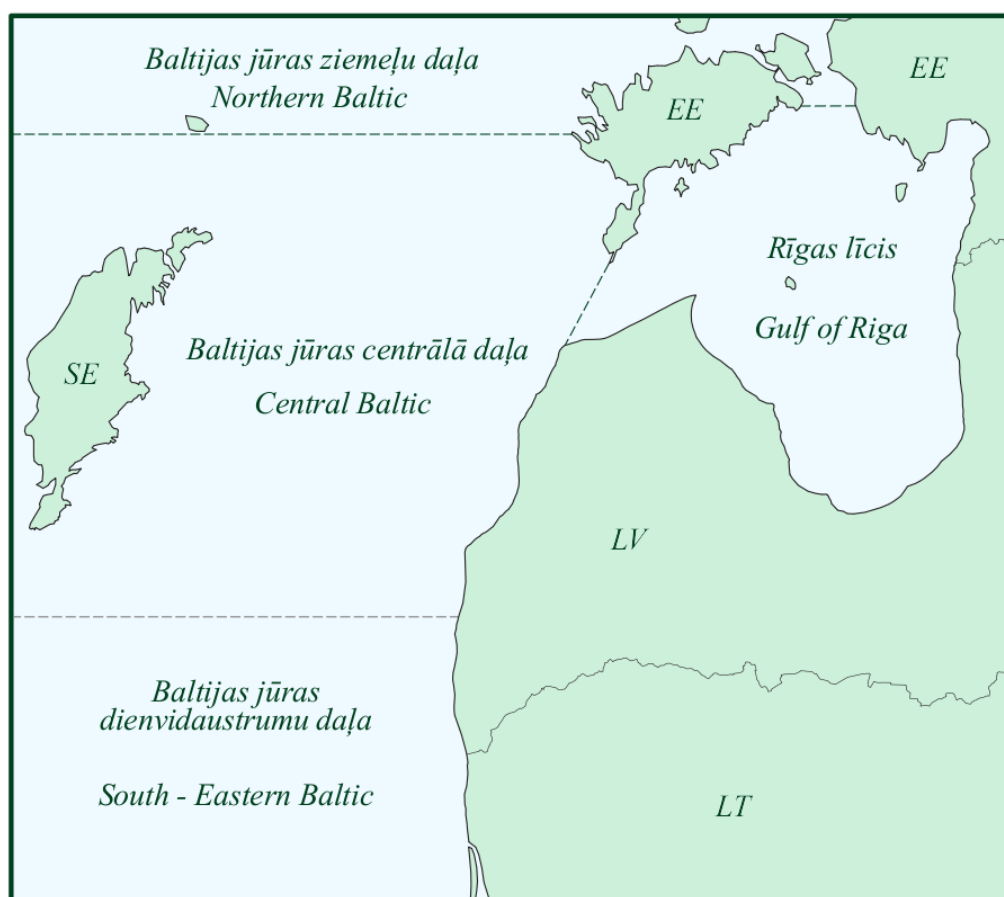 Baltijas jūras ziemeļu daļa
Northern Baltic
EE
EE
Rīgas līcis
Gulf of Riga
Baltijas jūras centrālā daļa
Central Baltic
SE
LV
Baltijas jūras
dienvidaustrumu daļa
South - Eastern Baltic
LT